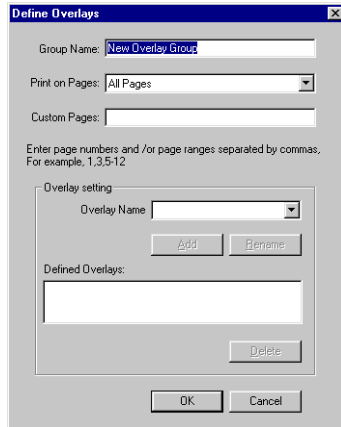 Define Overlays
Group Name: New Overlay Group
Print on Pages: All Pages
Custom Pages:
Enter page numbers and /or page ranges separated by commas,
For example, 1,3,5-12
Overlay setting
Overlay Name
Add Rename
Defined Overlays:
Delete
OK Cancel